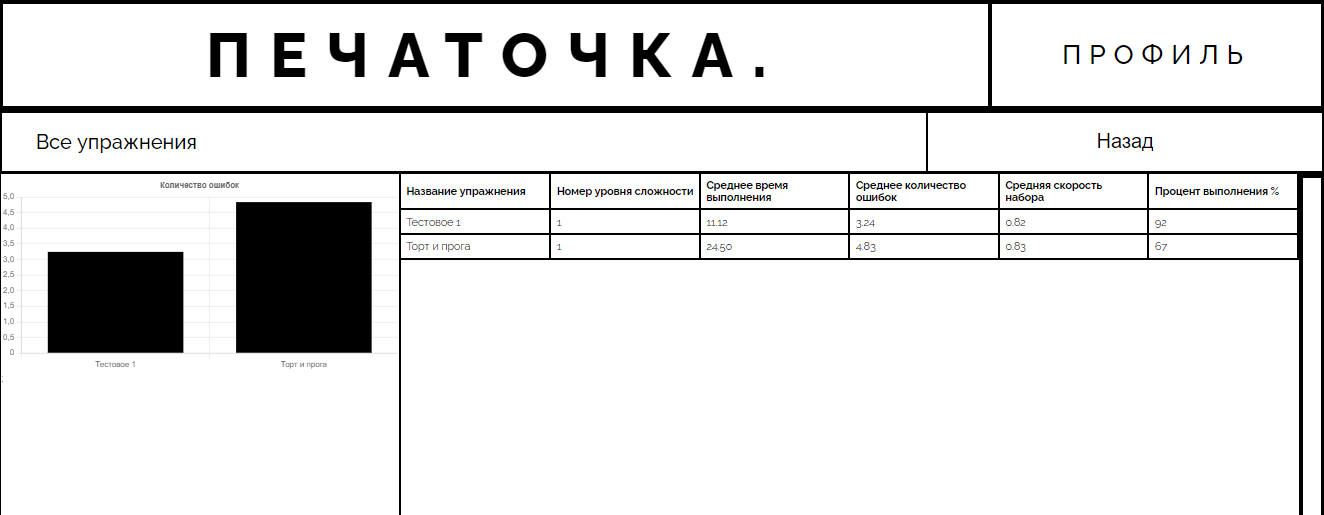 ПЕЧАТОЧКА.
ПРОФИЛЬ
Все упражнения
Назад
Количество ошибок
5,0
4,5
4,0
3,5
3,0
2,5
2,0
1,5
1,0
0,5
0
Тестовое 1 Торт и прога
;
Название упражнения
Номер уровня сложности
Среднее время
выполнения
Среднее количество
ошибок
Средняя скорость
набора
Процент выполнения %
Тестовое 1 1 11.12 3.24 0.82 92
Торт и прога 1 24.50 4.83 0.83 67